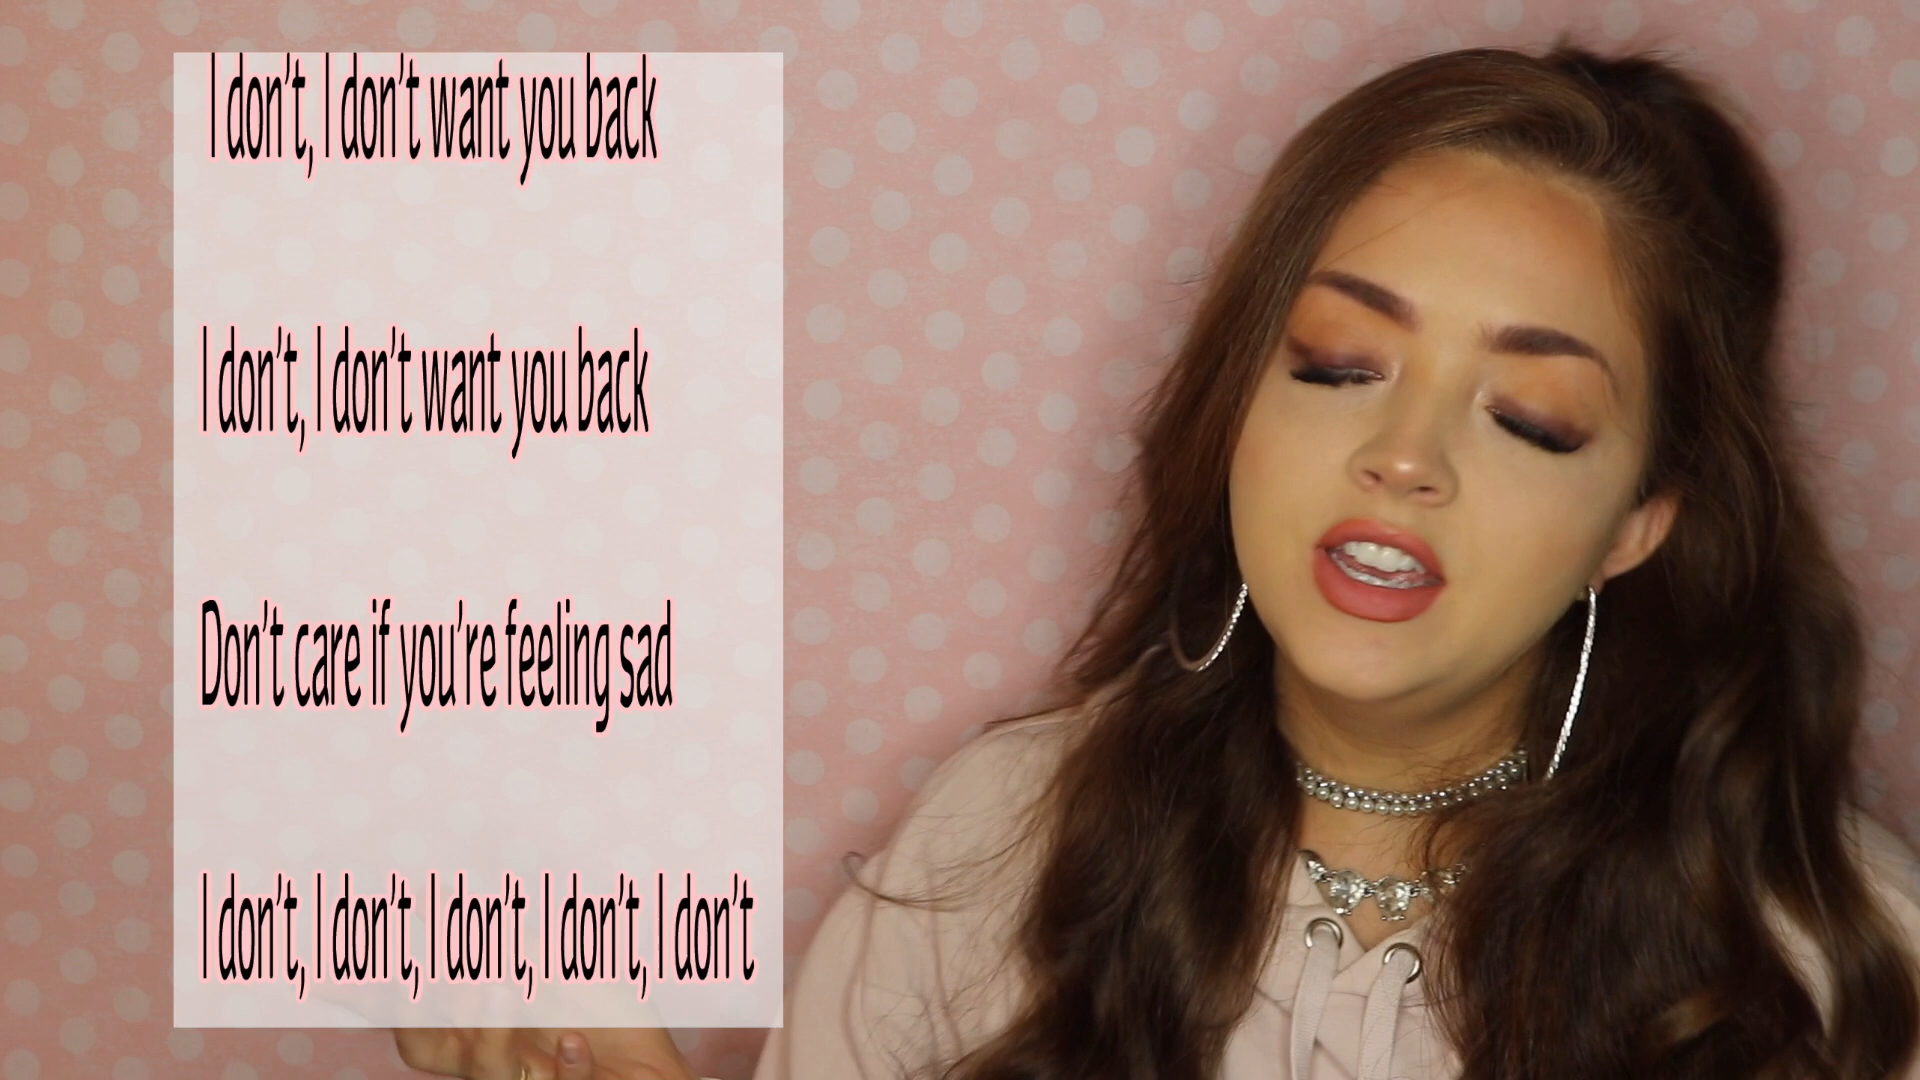 I don't, I don't want you back
I don't, I don't want you back
Don't care if you're feeling sad
I don't, I don't, I don't, I don't, I don't